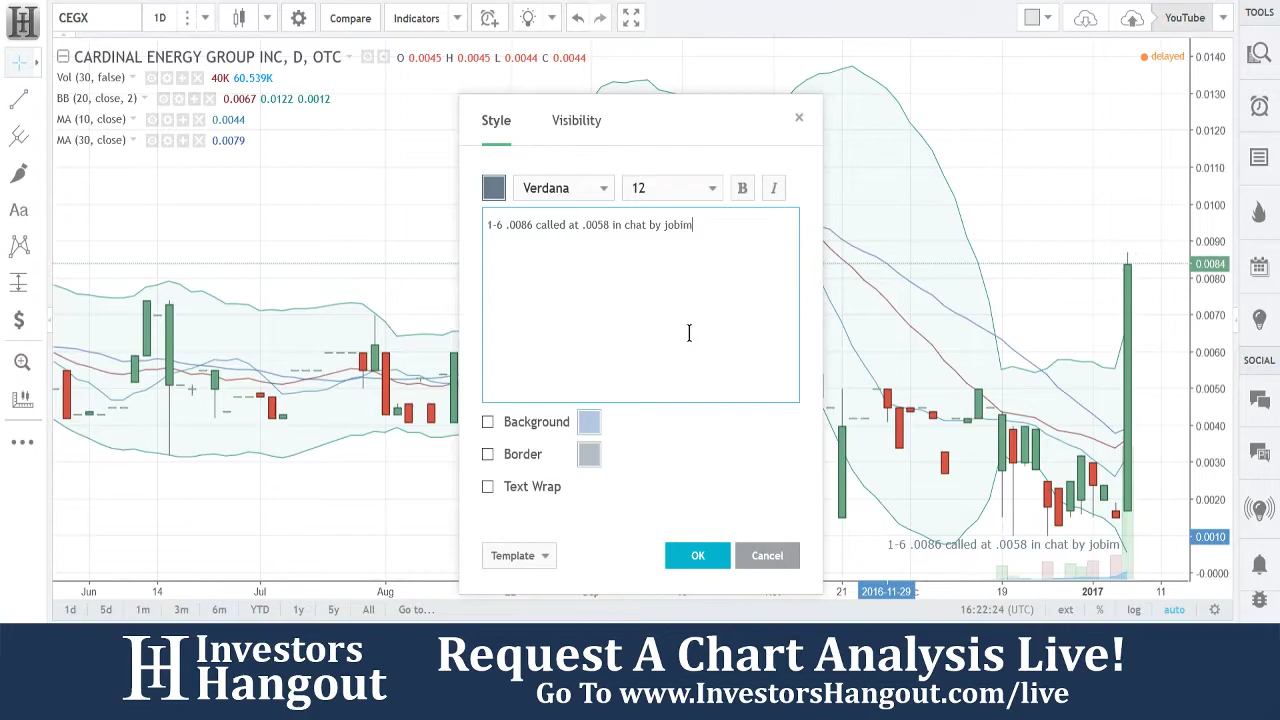 CEGX 1D Compare Indicators YouTube TOOLS
CARDINAL ENERGY GROUP INC, D, OTC O 0.0045 H 0.0045 L 0.0044 C 0.0044 delayed
Vol (30, false) 40K 60.539K
BB (20, close, 2) 0.0067 0.0122 0.0012
MA (10, close) 0.0044
MA (30, close) 0.0079
Style Visibility
Verdana 12 B I
1-6 .0086 called at .0058 in chat by jobim
Background
Border
Text Wrap
Template OK Cancel
Aa
$
0.0140
0.0130
0.0120
0.0110
0.0100
0.0090
0.0084
0.0080
0.0070
0.0060
0.0050
0.0040
0.0030
0.0020
0.0010
-0.0000
SOCIAL
1-6 .0086 called at .0058 in chat by jobim
Jun 14 Jul Aug 21 2016-11-29 19 2017 11
1d 5d 1m 3m 6m YTD 1y 5y All Go to... 16:22:24 (UTC) ext % log auto
Investors
Hangout
Request A Chart Analysis Live!
Go To www.InvestorsHangout.com/live